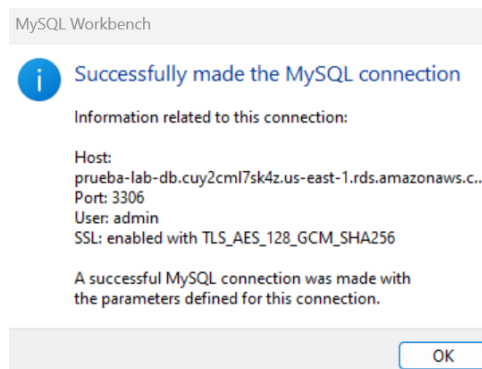 MySQL Workbench
Successfully made the MySQL connection
Information related to this connection:
Host:
prueba-lab-db.cuy2cml7sk4z.us-east-1.rds.amazonaws.c..
Port: 3306
User: admin
SSL: enabled with TLS_AES_128_GCM_SHA256
A successful MySQL connection was made with
the parameters defined for this connection.
OK